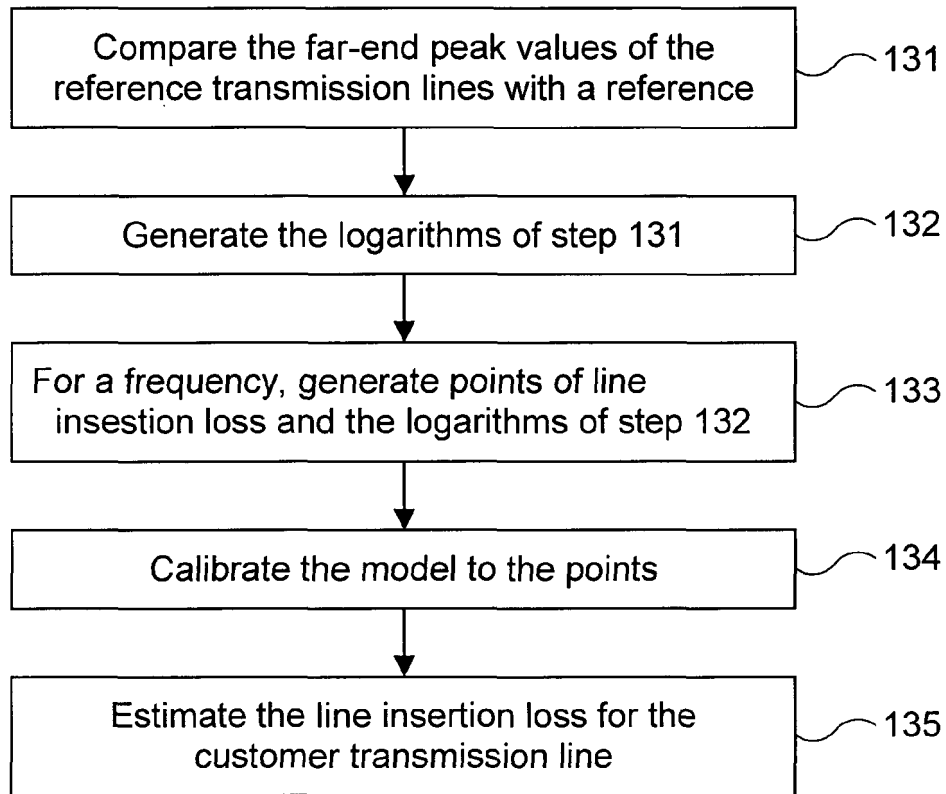 Compare the far-end peak values of the
reference transmission lines with a reference
131
Generate the logarithms of step 131
132
For a frequency, generate points of line
insestion loss and the logarithms of step 132
133
Calibrate the model to the points
134
Estimate the line insertion loss for the
customer transmission line
135